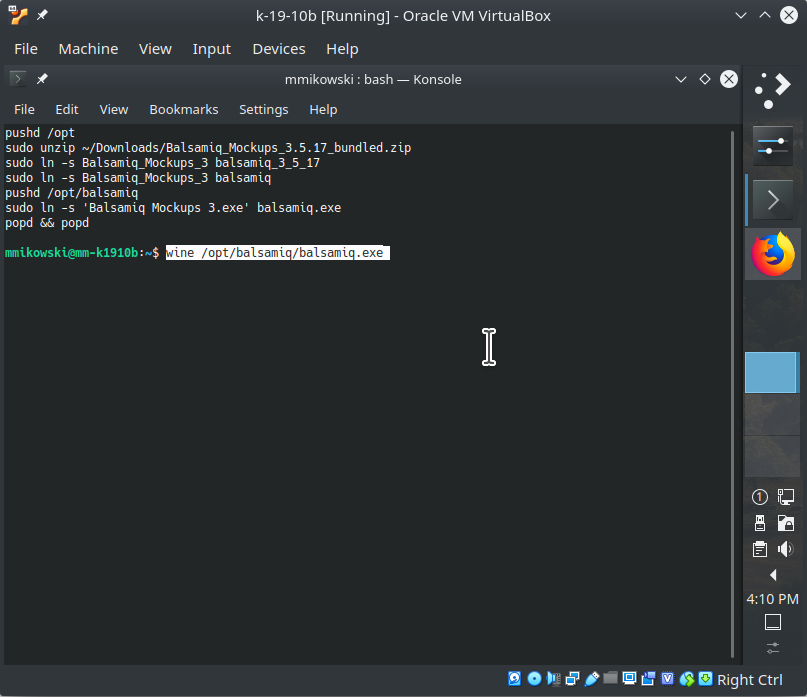 k-19-10b [Running] - Oracle VM VirtualBox
File Machine View Input Devices Help
mmikowski : bash — Konsole
File Edit View Bookmarks Settings Help
pushd /opt
sudo unzip ~/Downloads/Balsamiq_Mockups_3.5.17_bundled.zip
sudo ln -s Balsamiq_Mockups_3 balsamiq_3_5_17
sudo ln -s Balsamiq_Mockups_3 balsamiq
pushd /opt/balsamiq
sudo ln -s 'Balsamiq Mockups 3.exe' balsamiq.exe
popd && popd
mmikowski@mm-k1910b:~$ wine /opt/balsamiq/balsamiq.exe
1
4:10 PM
V
Right Ctrl